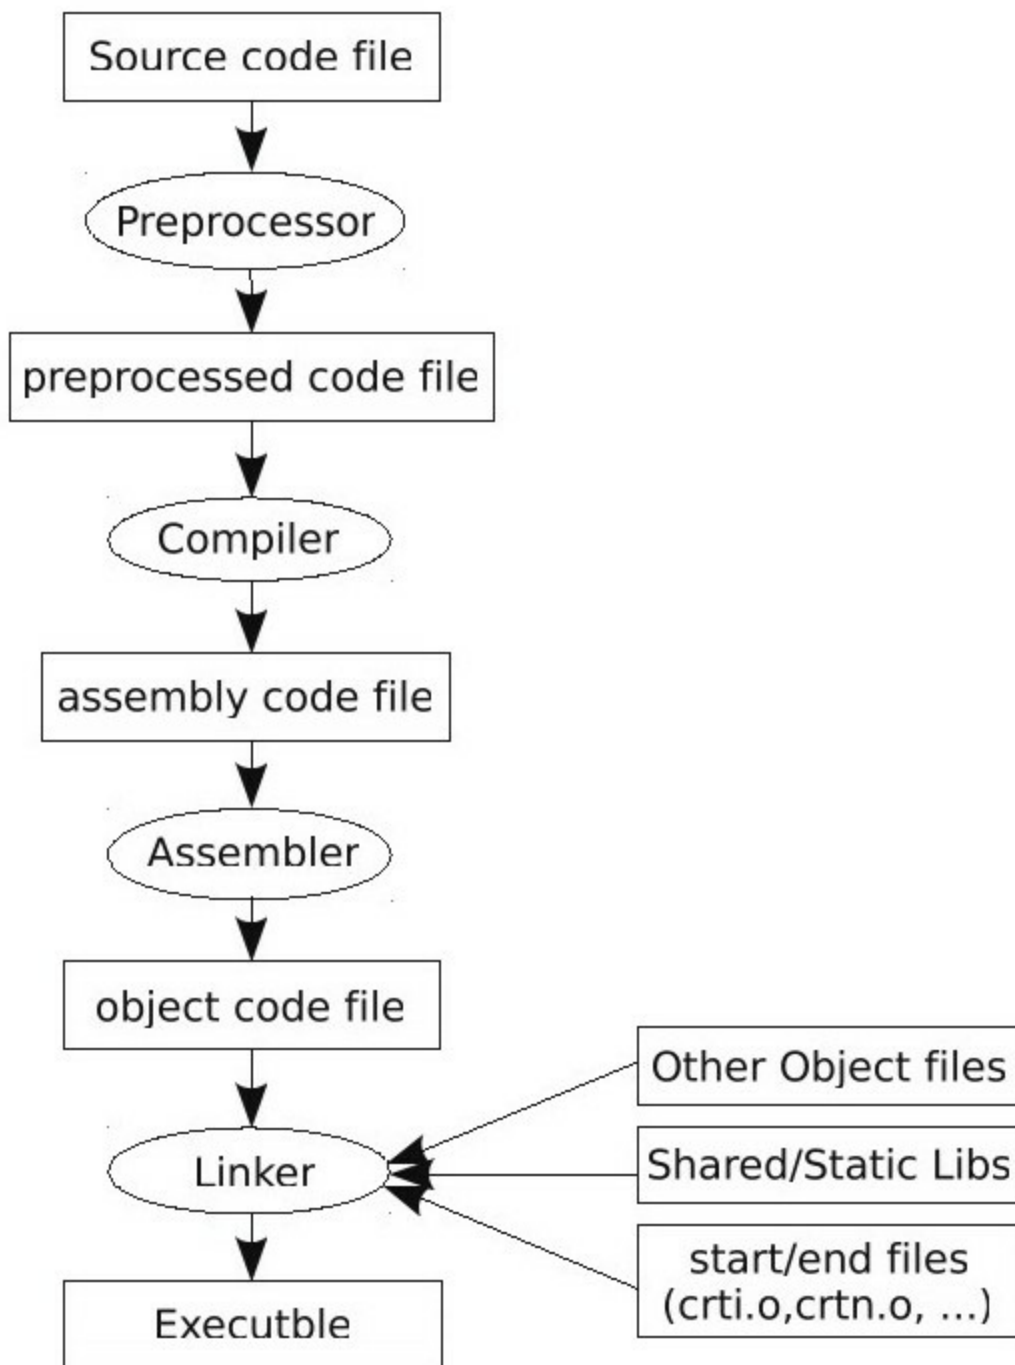 Source code file
Preprocessor
preprocessed code file
Compiler
assembly code file
Assembler
object code file
Other Object files
Shared/Static Libs
Linker
start/end files
(crti.o,crtn.o, ...)
Executble